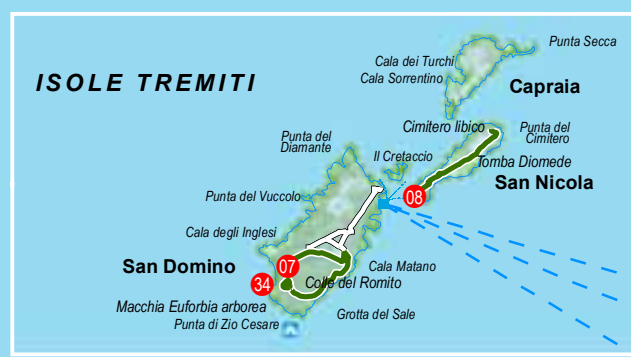 Punta Secca
Cala dei Turchi
Cala Sorrentino
ISOLE TREMITI
Capraia
Cimitero libico
Punta del
Cimitero
Punta del
Diamante
Il Cretaccio
Tomba Diomede
San Nicola
Punta del Vuccolo
08
Cala degli Inglesi
San Domino
07
Cala Matano
34
Colle del Romito
Macchia Euforbia arborea
Grotta del Sale
Punta di Zio Cesare